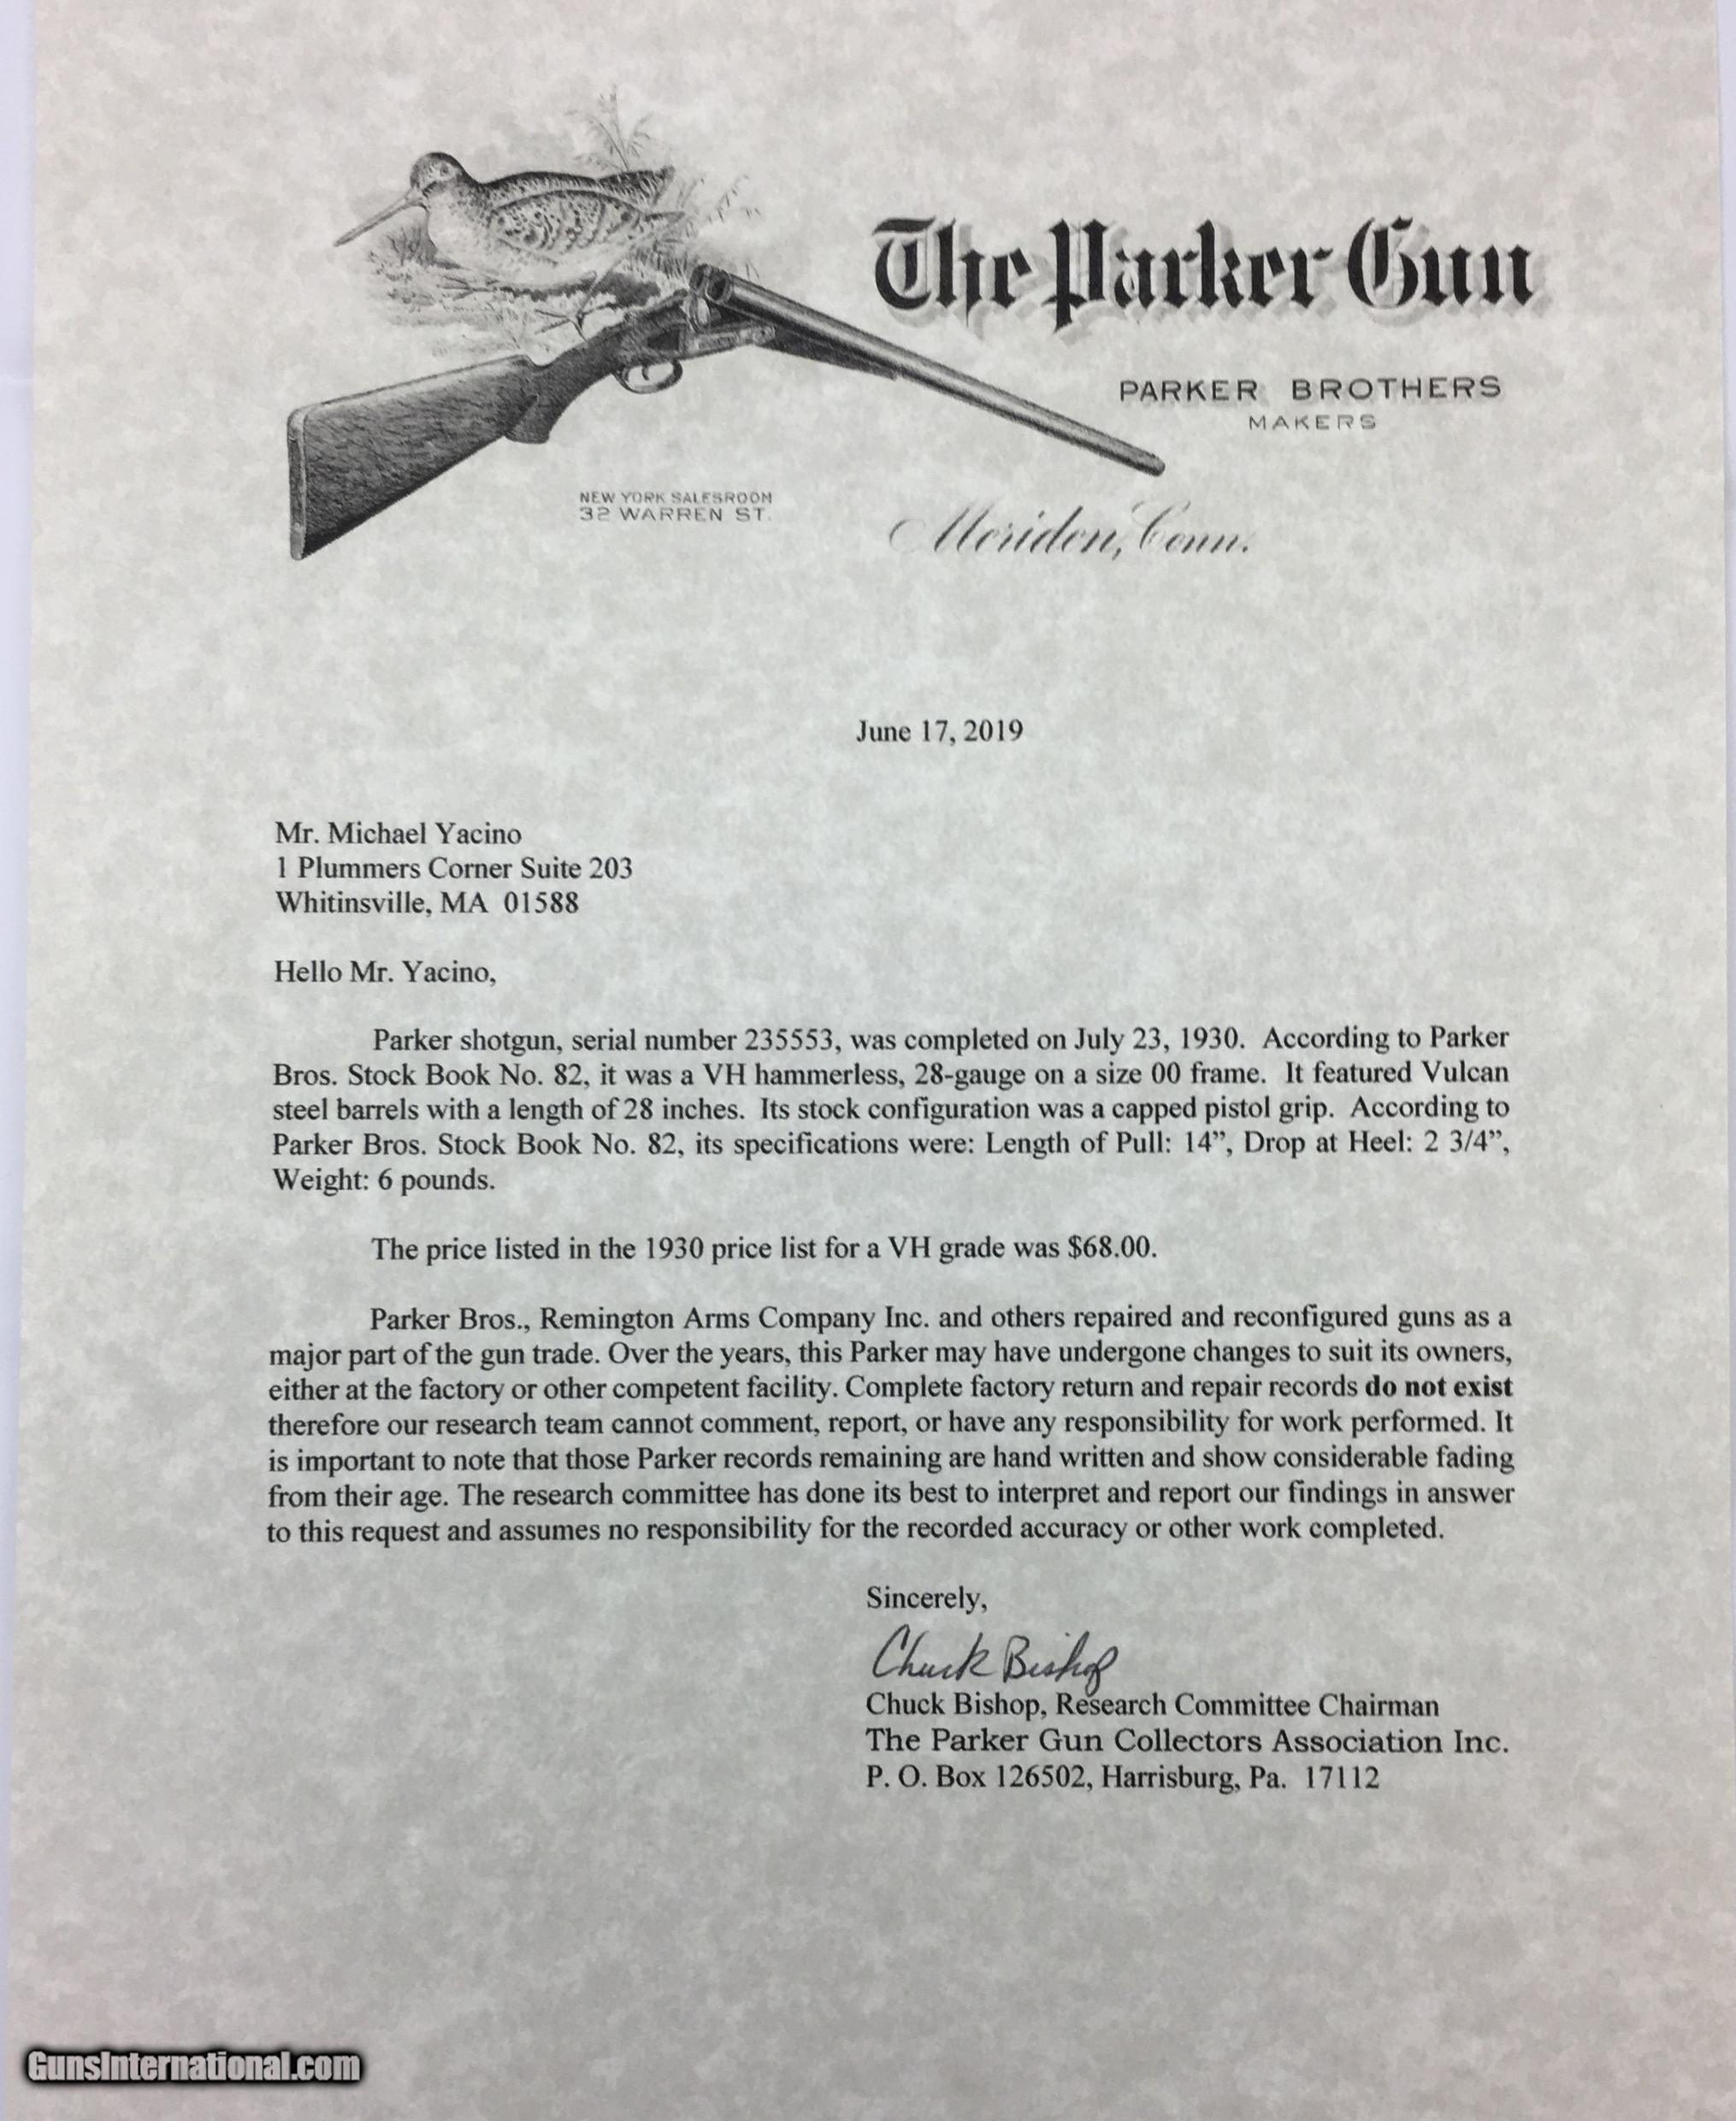 The Parker Gun
PARKER BROTHERS
MAKERS
NEW YORK SALESROOM
32 WARREN ST.
Meriden, Conn.
June 17, 2019
Mr. Michael Yacino
1 Plummers Corner Suite 203
Whitinsville, MA 01588
Hello Mr. Yacino,
Parker shotgun, serial number 235553, was completed on July 23, 1930. According to Parker
Bros. Stock Book No. 82, it was a VH hammerless, 28-gauge on a size 00 frame. It featured Vulcan
steel barrels with a length of 28 inches. Its stock configuration was a capped pistol grip. According to
Parker Bros. Stock Book No. 82, its specifications were: Length of Pull: 14”, Drop at Heel: 2 3/4”,
Weight: 6 pounds.
The price listed in the 1930 price list for a VH grade was $68.00.
Parker Bros., Remington Arms Company Inc. and others repaired and reconfigured guns as a
major part of the gun trade. Over the years, this Parker may have undergone changes to suit its owners,
either at the factory or other competent facility. Complete factory return and repair records do not exist
therefore our research team cannot comment, report, or have any responsibility for work performed. It
is important to note that those Parker records remaining are hand written and show considerable fading
from their age. The research committee has done its best to interpret and report our findings in answer
to this request and assumes no responsibility for the recorded accuracy or other work completed.
Sincerely,
Chuck Bishop
Chuck Bishop, Research Committee Chairman
The Parker Gun Collectors Association Inc.
P. O. Box 126502, Harrisburg, Pa. 17112
GunsInternational.com